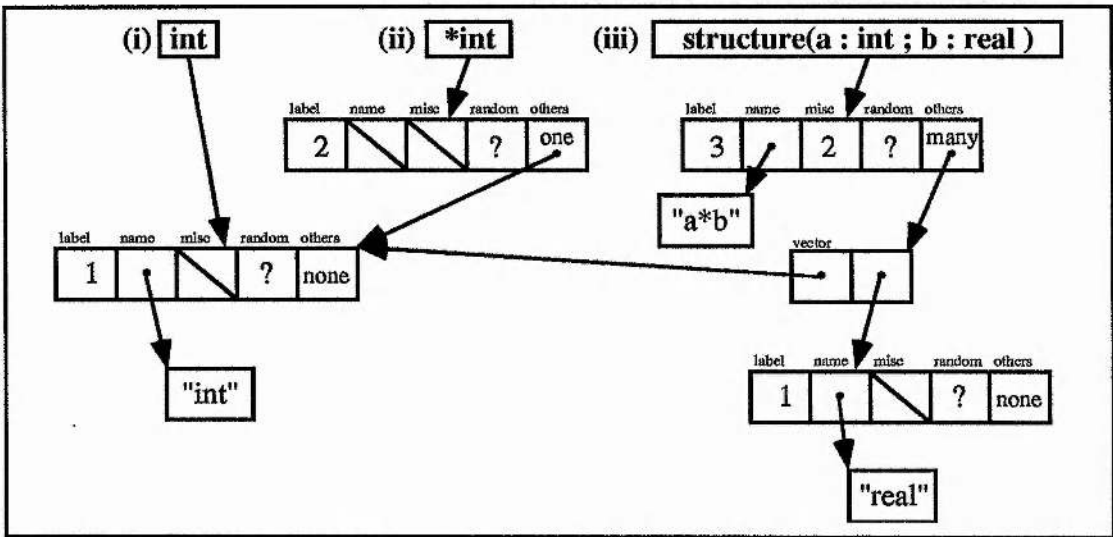 (i) int (ii) *int (iii) structure(a : int ; b : real )
label name misc random others
2 ? one
label name misc random others
3 2 ? many
"a*b"
label name misc random others
1 ? none
vector
"int"
label name misc random others
1 ? none
"real"